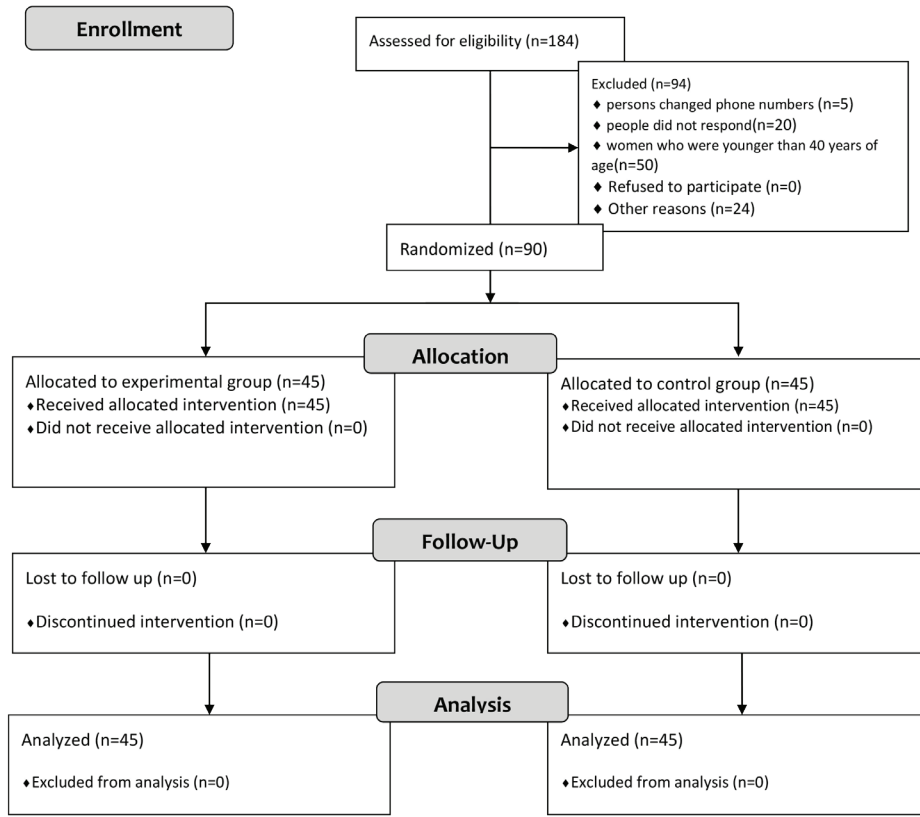 Enrollment
Assessed for eligibility (n=184)
Excluded (n=94)
♦ persons changed phone numbers (n=5)
♦ people did not respond(n=20)
♦ women who were younger than 40 years of
age(n=50)
♦ Refused to participate (n=0)
♦ Other reasons (n=24)
Randomized (n=90)
Allocation
Allocated to experimental group (n=45)
♦Received allocated intervention (n=45)
♦Did not receive allocated intervention (n=0)
Allocated to control group (n=45)
♦Received allocated intervention (n=45)
♦Did not receive allocated intervention (n=0)
Follow-Up
Lost to follow up (n=0)
♦Discontinued intervention (n=0)
Lost to follow up (n=0)
♦Discontinued intervention (n=0)
Analysis
Analyzed (n=45)
♦Excluded from analysis (n=0)
Analyzed (n=45)
♦Excluded from analysis (n=0)